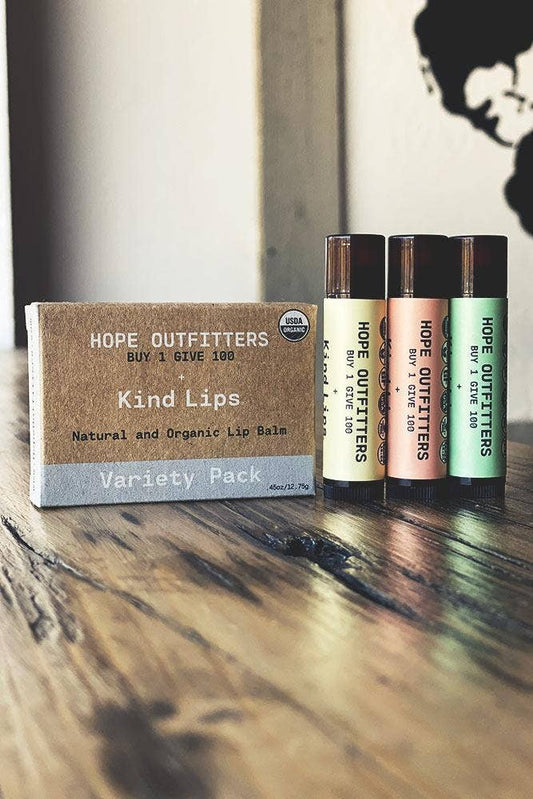 HOPE OUTFITTERS
BUY 1 GIVE 100
+
Kind Lips
Natural and Organic Lip Balm
Variety Pack
.45oz/12.75g
USDA
ORGANIC
HOPE OUTFITTERS
BUY 1 GIVE 100
+
Kind Lips
HOPE OUTFITTERS
BUY 1 GIVE 100
+
HOPE OUTFITTERS
BUY 1 GIVE 100
+